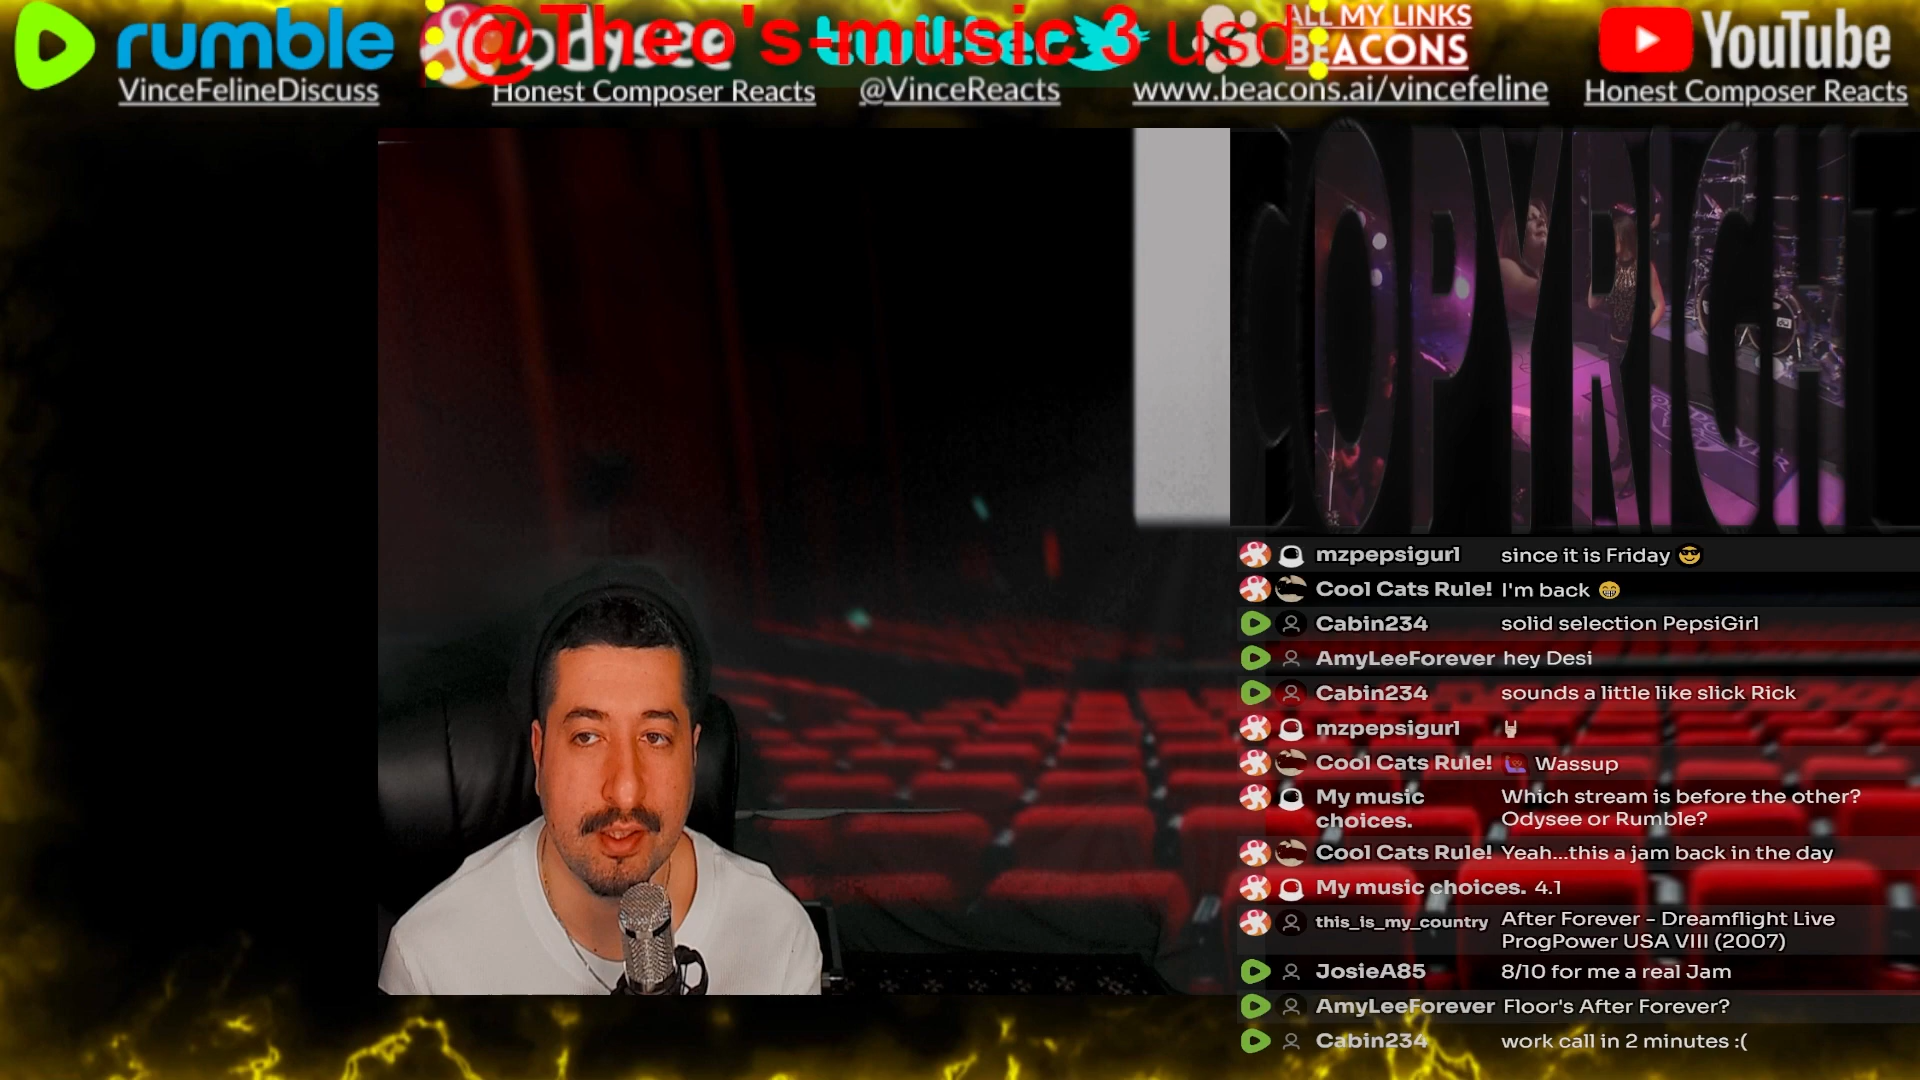 rumble
VinceFelineDiscuss
odysee
Honest Composer Reacts
@Theo's-music 3 usd
twitter
@VinceReacts
ALL MY LINKS
BEACONS
www.beacons.ai/vincefeline
YouTube
Honest Composer Reacts
COPYRIGHT
mzpepsigurl since it is Friday 😎
Cool Cats Rule! I'm back 😁
Cabin234 solid selection PepsiGirl
AmyLeeForever hey Desi
Cabin234 sounds a little like slick Rick
mzpepsigurl 🤘
Cool Cats Rule! Wassup
My music choices. Which stream is before the other?
Odysee or Rumble?
Cool Cats Rule! Yeah...this a jam back in the day
My music choices. 4.1
this_is_my_country After Forever - Dreamflight Live
ProgPower USA VIII (2007)
JosieA85 8/10 for me a real Jam
AmyLeeForever Floor's After Forever?
Cabin234 work call in 2 minutes :(